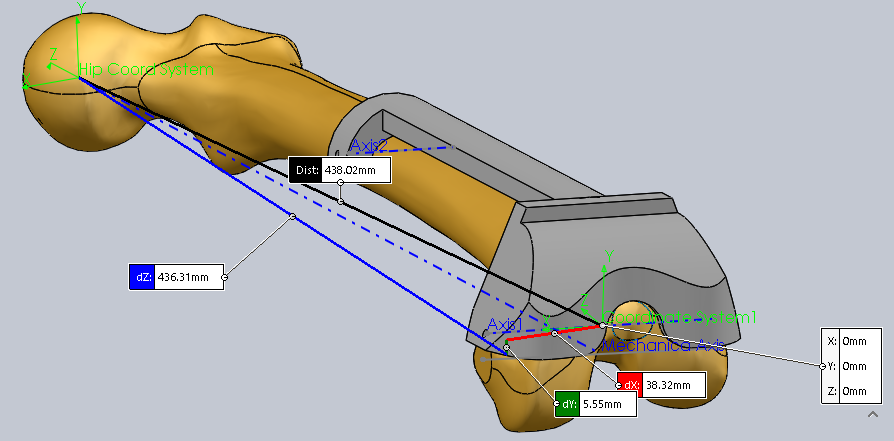 Y
Z
Hip Coord System
Axis2
Dist: 438.02mm
dZ: 436.31mm
Y
Axis1
Coordinate System1
Mechanical Axis
X: 0mm
Y: 0mm
Z: 0mm
dX: 38.32mm
dY: 5.55mm